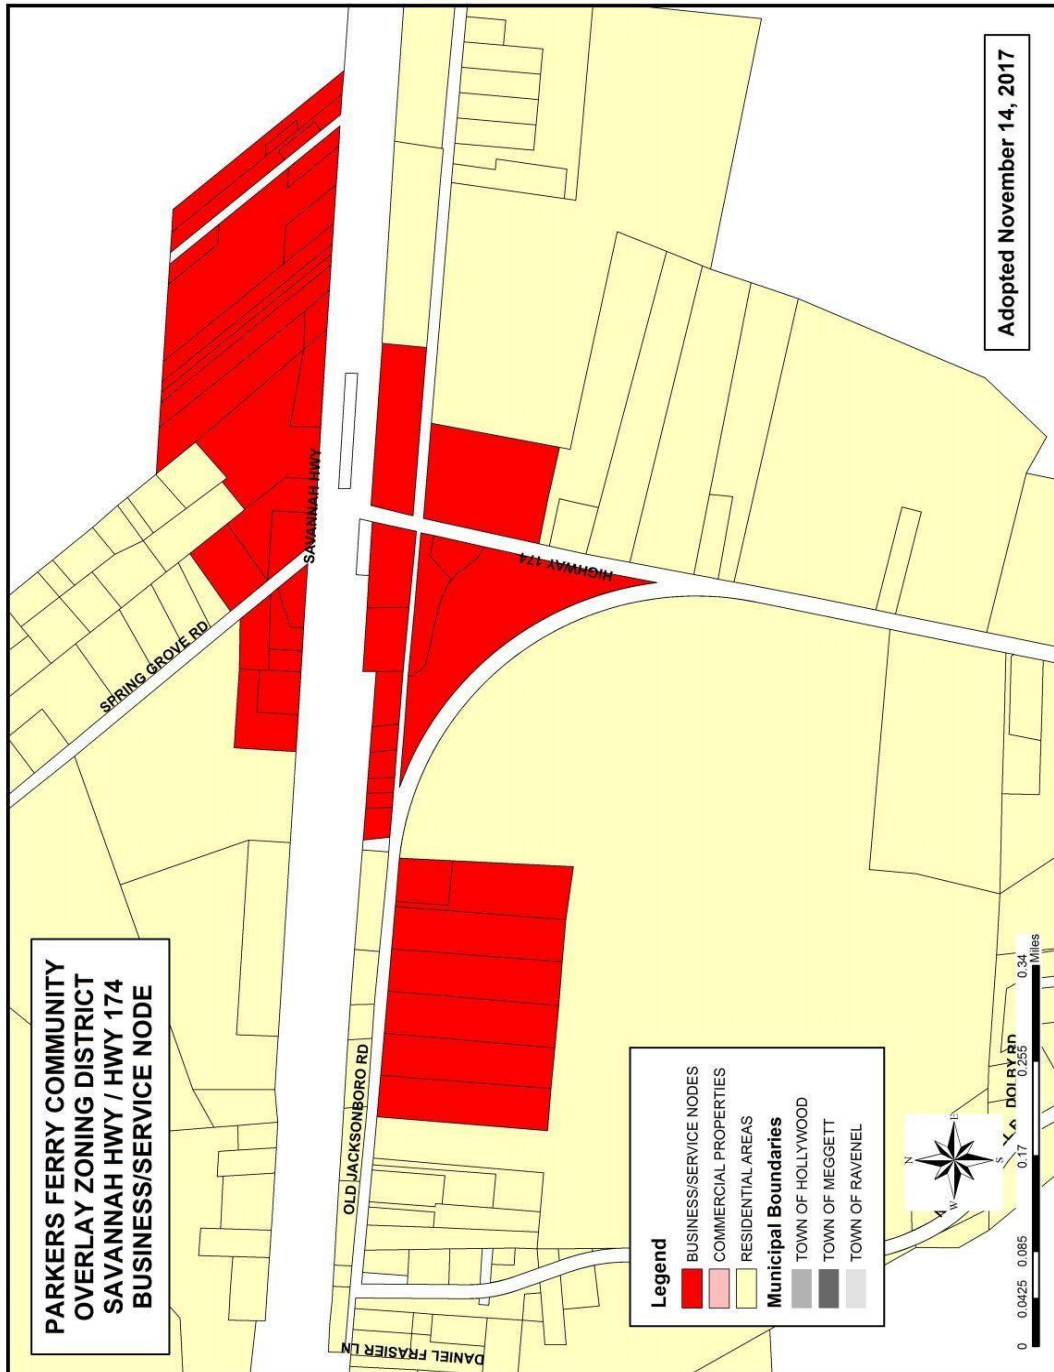 PARKERS FERRY COMMUNITY
OVERLAY ZONING DISTRICT
SAVANNAH HWY / HWY 174
BUSINESS/SERVICE NODE
SPRING GROVE RD
SAVANNAH HWY
HIGHWAY 174
OLD JACKSONBORO RD
DANIEL FRASIER LN
DOLBY RD
Legend
BUSINESS/SERVICE NODES
COMMERCIAL PROPERTIES
RESIDENTIAL AREAS
Municipal Boundaries
TOWN OF HOLLYWOOD
TOWN OF MEGGETT
TOWN OF RAVENEL
N
E
S
W
0 0.0425 0.085 0.17 0.255 0.34
Miles
Adopted November 14, 2017